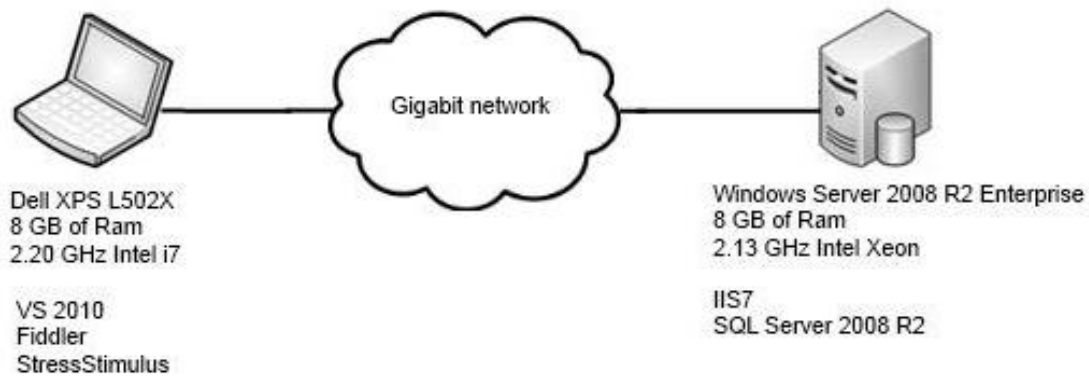 Gigabit network
Dell XPS L502X
8 GB of Ram
2.20 GHz Intel i7
VS 2010
Fiddler
StressStimulus
Windows Server 2008 R2 Enterprise
8 GB of Ram
2.13 GHz Intel Xeon
IIS7
SQL Server 2008 R2